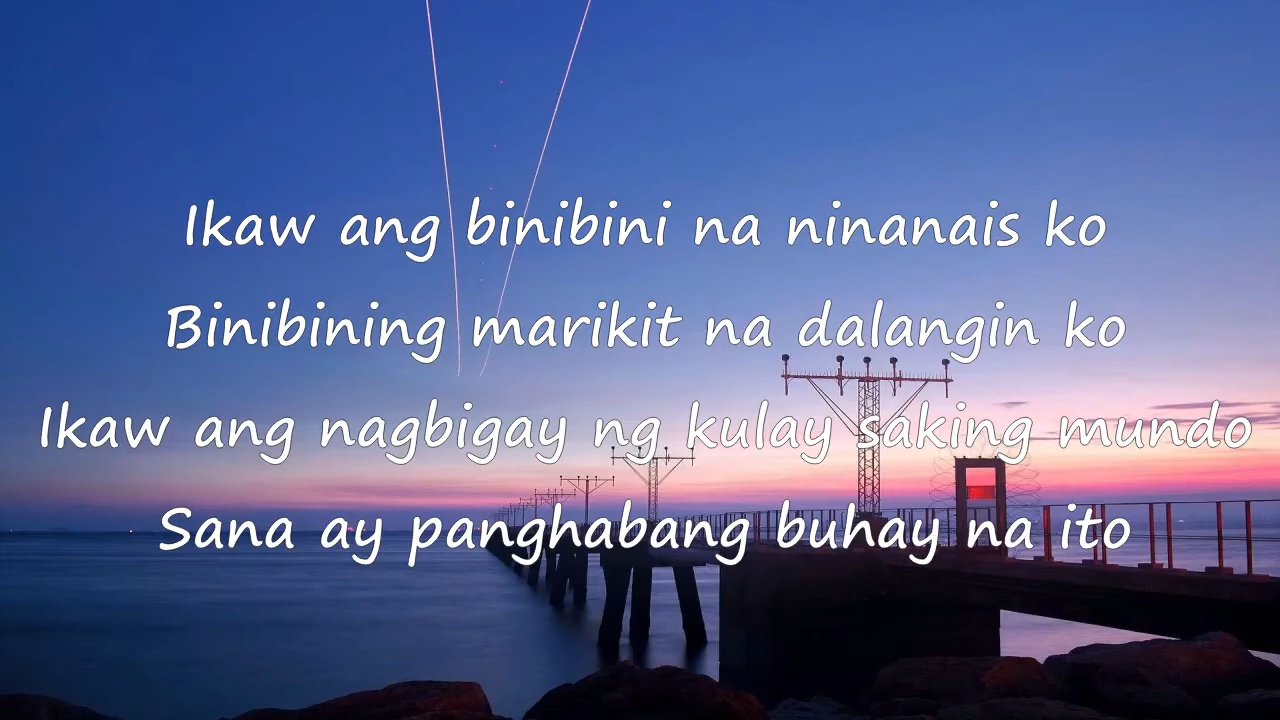 Ikaw ang binibini na ninanais ko
Binibining marikit na dalangin ko
Ikaw ang nagbigay ng kulay saking mundo
Sana ay panghabang buhay na ito